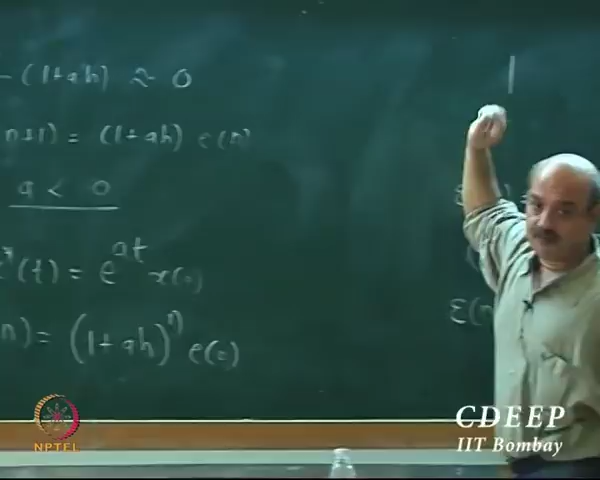 -(1+ah) ~ 0
n+1) = (1+ah) e(n)
a < 0
x*(t) = e^{at} x(0)
n) = (1+ah)^n e(0)
|
ε(n
NPTEL
CDEEP
IIT Bombay